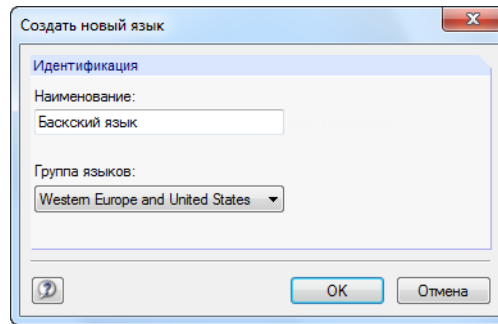 Создать новый язык
Идентификация
Наименование:
Баскский язык
Группа языков:
Western Europe and United States
OK
Отмена